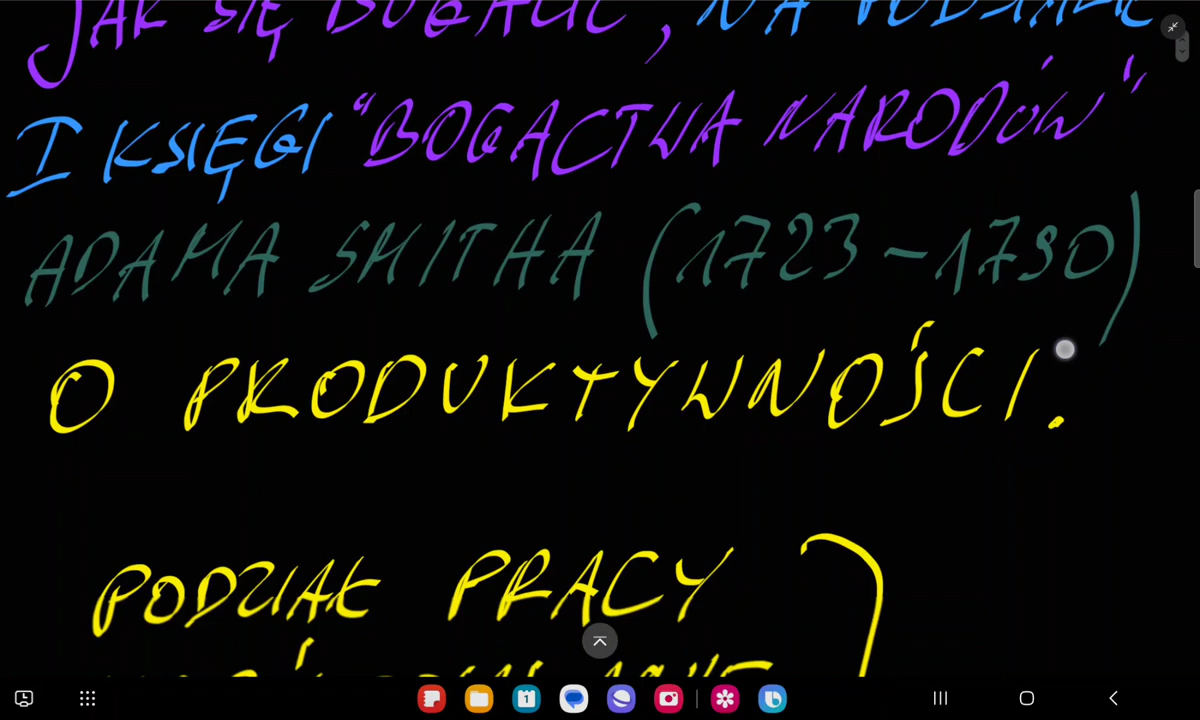 JAK SIĘ BOGACIĆ, NA PODSTAWIE
I KSIĘGI "BOGACTWA NARODÓW"
ADAMA SMITHA (1723-1790)
O PRODUKTYWNOŚCI.
PODZIAŁ PRACY